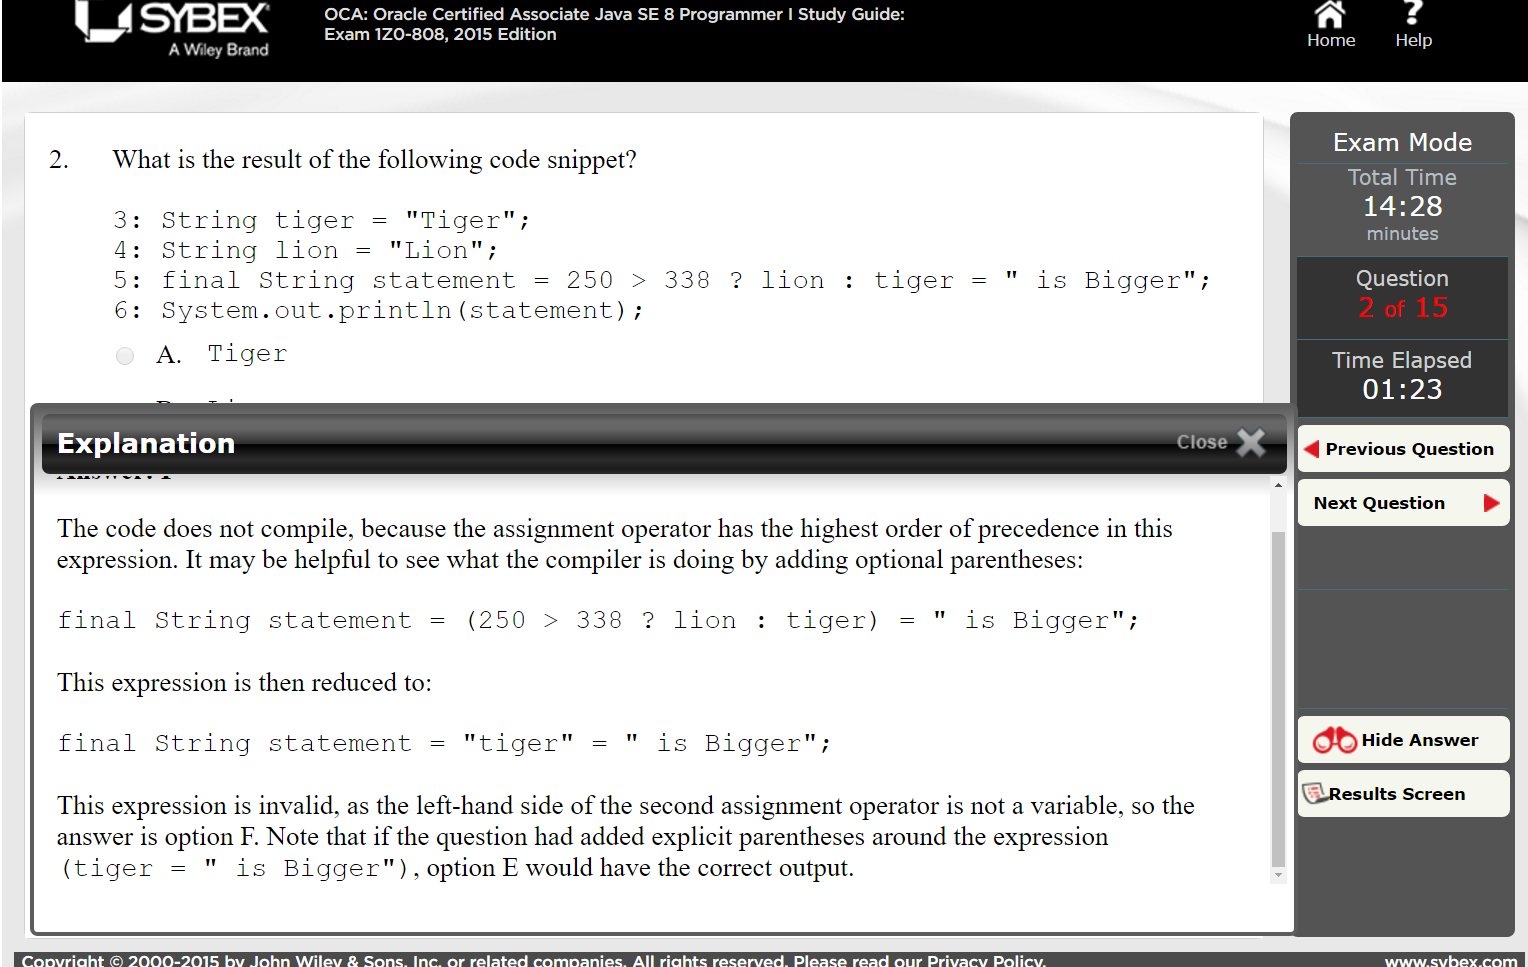 SYBEX
A Wiley Brand
OCA: Oracle Certified Associate Java SE 8 Programmer I Study Guide:
Exam 1Z0-808, 2015 Edition
Home
Help
2. What is the result of the following code snippet?
3: String tiger = "Tiger";
4: String lion = "Lion";
5: final String statement = 250 > 338 ? lion : tiger = " is Bigger";
6: System.out.println(statement);
A. Tiger
Explanation
Close
The code does not compile, because the assignment operator has the highest order of precedence in this
expression. It may be helpful to see what the compiler is doing by adding optional parentheses:
final String statement = (250 > 338 ? lion : tiger) = " is Bigger";
This expression is then reduced to:
final String statement = "tiger" = " is Bigger";
This expression is invalid, as the left-hand side of the second assignment operator is not a variable, so the
answer is option F. Note that if the question had added explicit parentheses around the expression
(tiger = " is Bigger"), option E would have the correct output.
Exam Mode
Total Time
14:28
minutes
Question
2 of 15
Time Elapsed
01:23
Previous Question
Next Question
Hide Answer
Results Screen
Copyright © 2000-2015 by John Wiley & Sons, Inc. or related companies. All rights reserved. Please read our Privacy Policy.
www.sybex.com